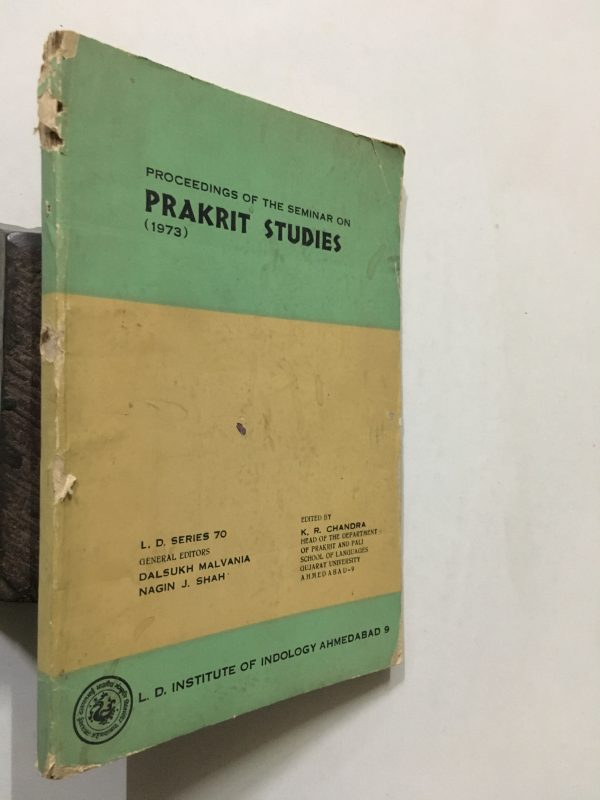 PROCEEDINGS OF THE SEMINAR ON
PRAKRIT STUDIES
(1973)
L. D. SERIES 70
GENERAL EDITORS
DALSUKH MALVANIA
NAGIN J. SHAH
EDITED BY
K. R. CHANDRA
HEAD OF THE DEPARTMENT
OF PRAKRIT AND PALI
SCHOOL OF LANGUAGES
GUJARAT UNIVERSITY
AHMEDABAD-9
L. D. INSTITUTE OF INDOLOGY AHMEDABAD 9